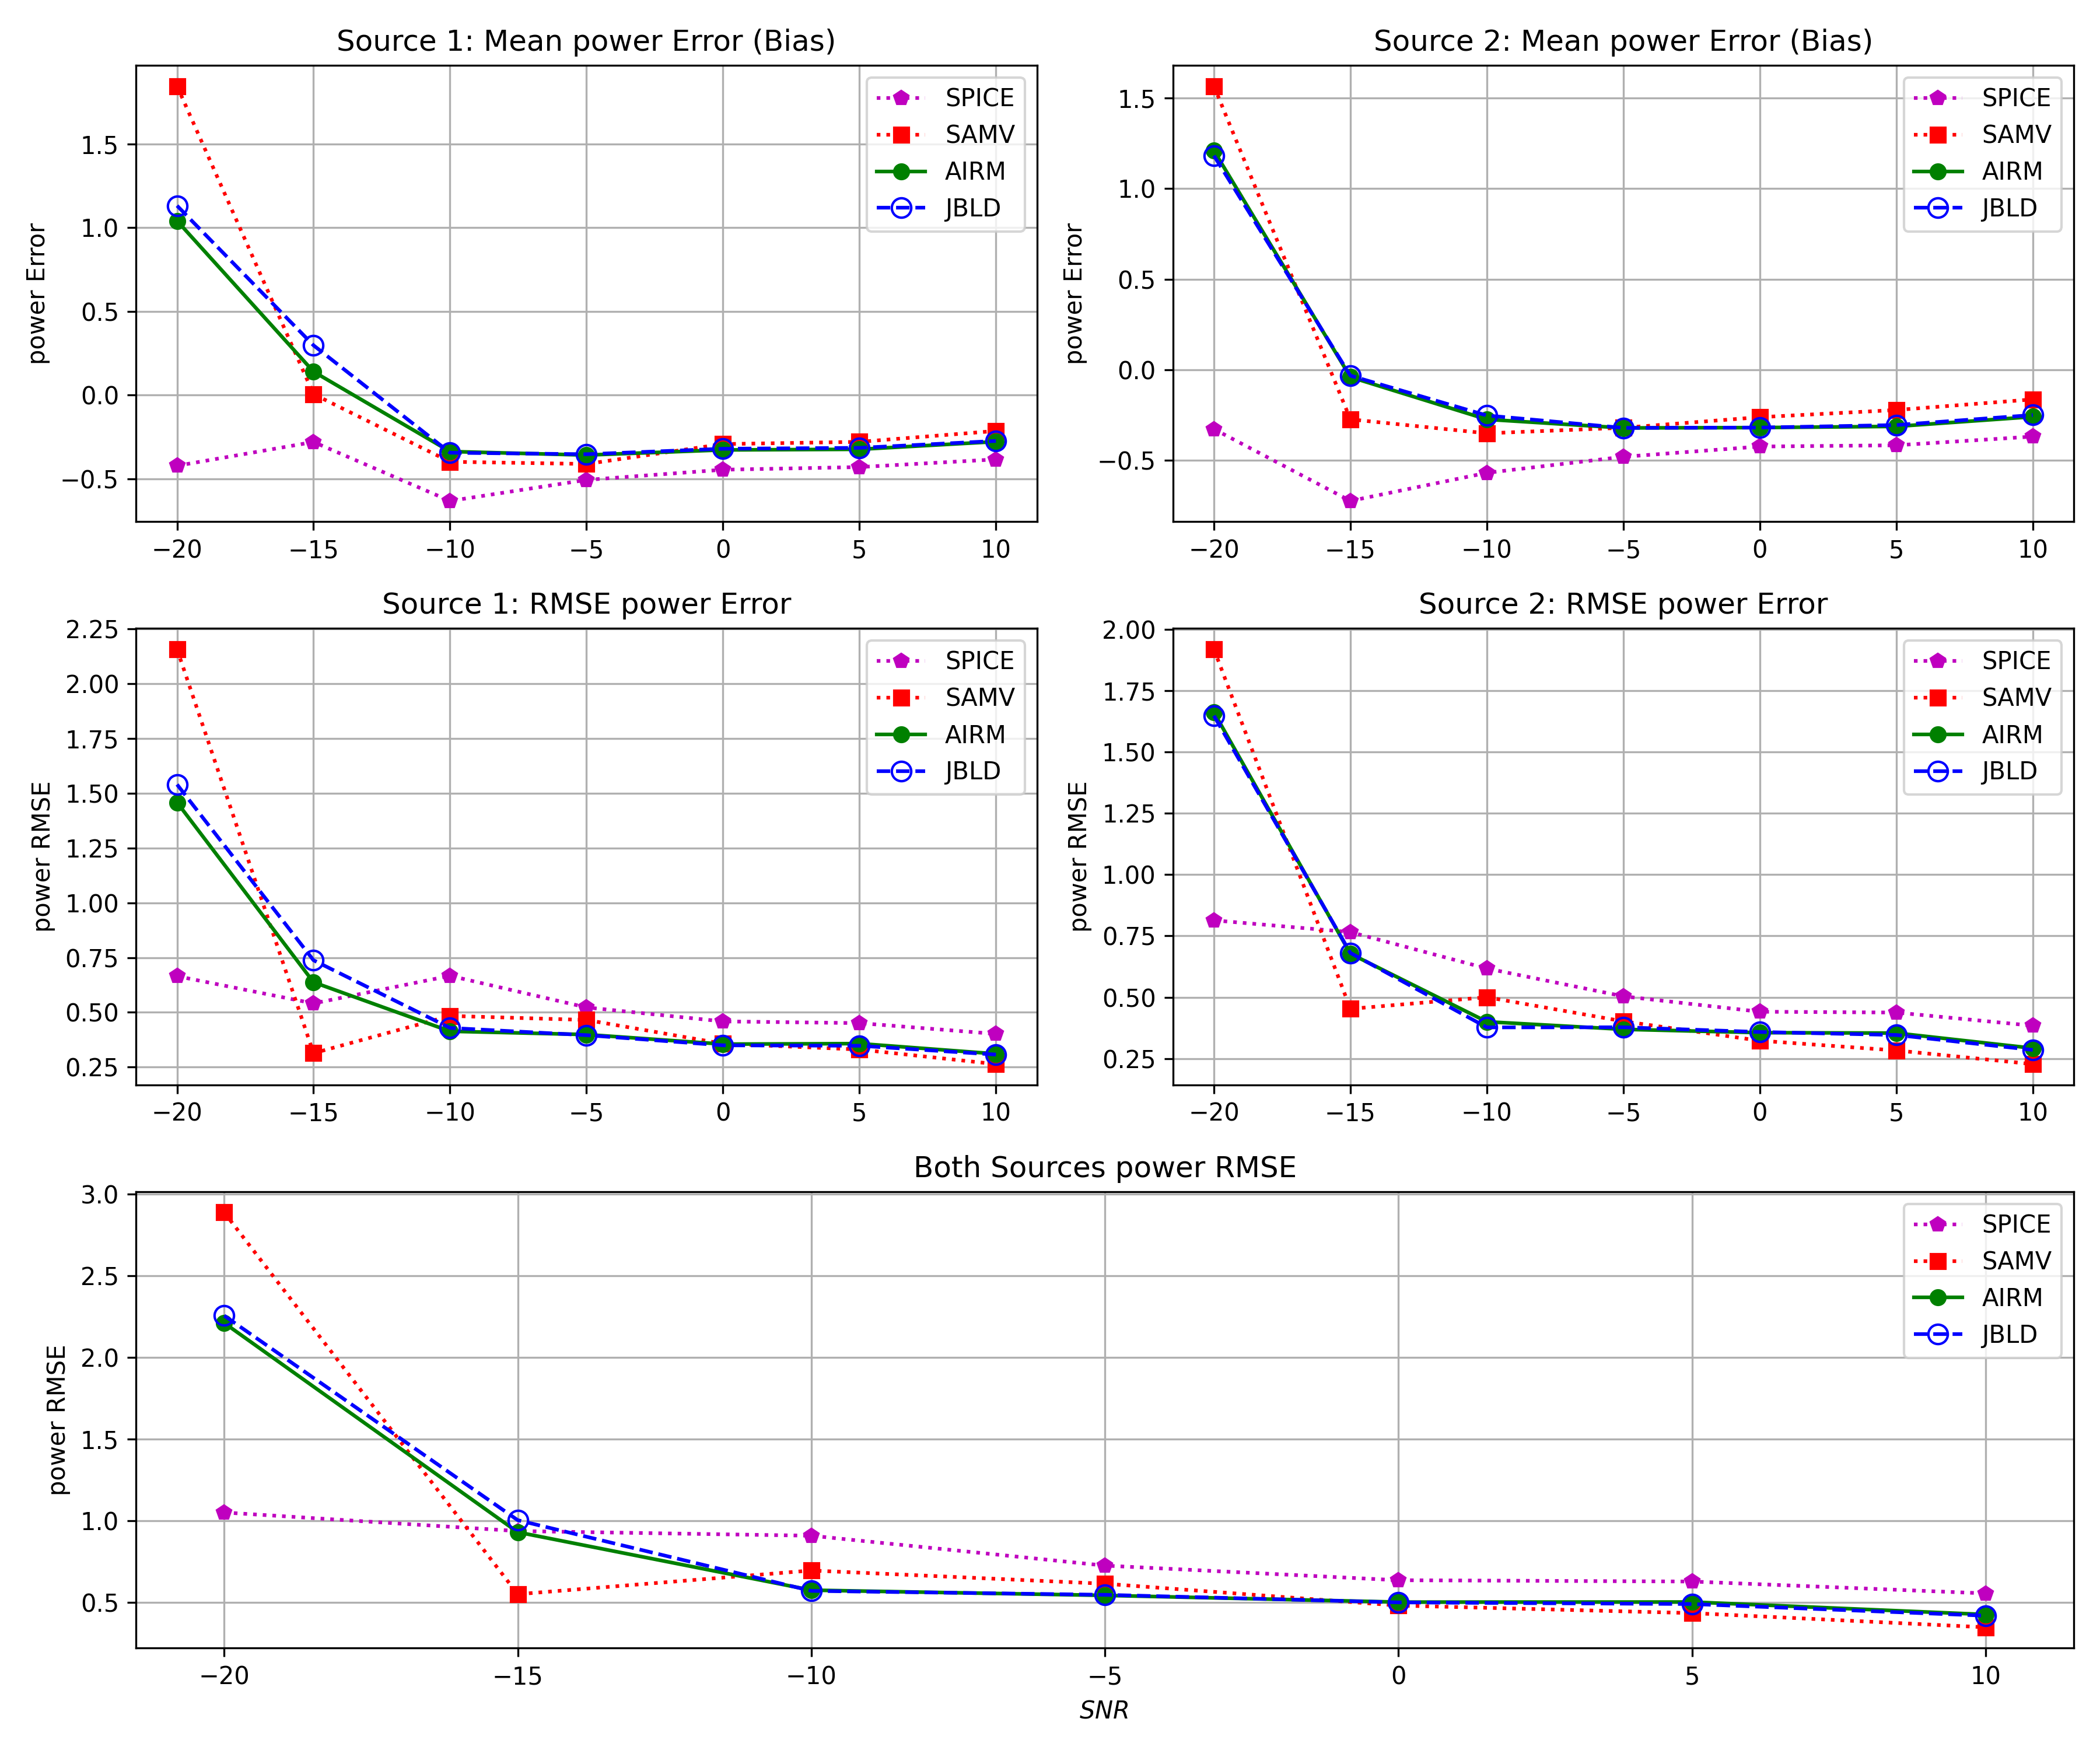 Source 1: Mean power Error (Bias)
power Error
1.5
1.0
0.5
0.0
−0.5
−20 −15 −10 −5 0 5 10
SPICE
SAMV
AIRM
JBLD
Source 2: Mean power Error (Bias)
power Error
1.5
1.0
0.5
0.0
−0.5
−20 −15 −10 −5 0 5 10
SPICE
SAMV
AIRM
JBLD
Source 1: RMSE power Error
power RMSE
2.25
2.00
1.75
1.50
1.25
1.00
0.75
0.50
0.25
−20 −15 −10 −5 0 5 10
SPICE
SAMV
AIRM
JBLD
Source 2: RMSE power Error
power RMSE
2.00
1.75
1.50
1.25
1.00
0.75
0.50
0.25
−20 −15 −10 −5 0 5 10
SPICE
SAMV
AIRM
JBLD
Both Sources power RMSE
power RMSE
3.0
2.5
2.0
1.5
1.0
0.5
−20 −15 −10 −5 0 5 10
SNR
SPICE
SAMV
AIRM
JBLD